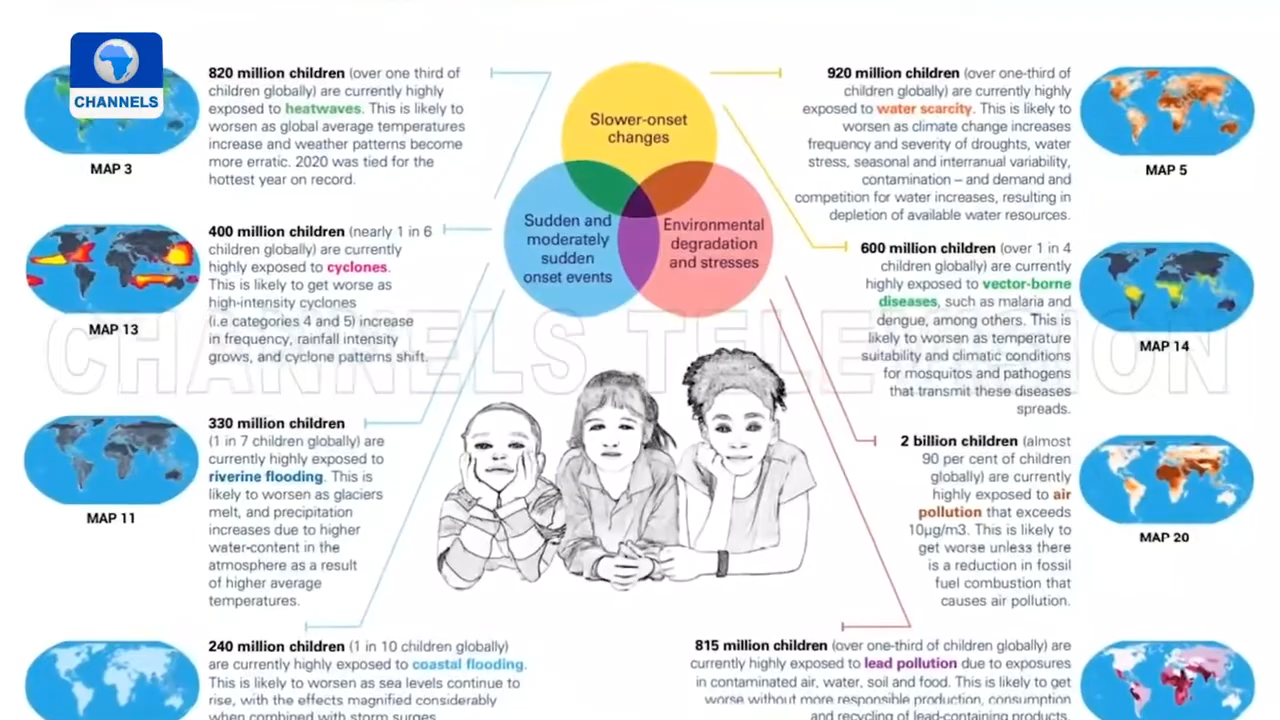 CHANNELS
820 million children (over one third of
children globally) are currently highly
exposed to heatwaves. This is likely to
worsen as global average temperatures
increase and weather patterns become
more erratic. 2020 was tied for the
hottest year on record.
MAP 3
400 million children (nearly 1 in 6
children globally) are currently
highly exposed to cyclones.
This is likely to get worse as
high-intensity cyclones
(i.e categories 4 and 5) increase
in frequency, rainfall intensity
grows, and cyclone patterns shift.
MAP 13
330 million children
(1 in 7 children globally) are
currently highly exposed to
riverine flooding. This is
likely to worsen as glaciers
melt, and precipitation
increases due to higher
water-content in the
atmosphere as a result
of higher average
temperatures.
MAP 11
240 million children (1 in 10 children globally)
are currently highly exposed to coastal flooding.
This is likely to worsen as sea levels continue to
rise, with the effects magnified considerably
when combined with storm surges.
Slower-onset
changes
Sudden and
moderately
sudden
onset events
Environmental
degradation
and stresses
920 million children (over one-third of
children globally) are currently highly
exposed to water scarcity. This is likely to
worsen as climate change increases
frequency and severity of droughts, water
stress, seasonal and interranual variability,
contamination – and demand and
competition for water increases, resulting in
depletion of available water resources.
MAP 5
600 million children (over 1 in 4
children globally) are currently
highly exposed to vector-borne
diseases, such as malaria and
dengue, among others. This is
likely to worsen as temperature
suitability and climatic conditions
for mosquitos and pathogens
that transmit these diseases
spreads.
MAP 14
2 billion children (almost
90 per cent of children
globally) are currently
highly exposed to air
pollution that exceeds
10µg/m3. This is likely to
get worse unless there
is a reduction in fossil
fuel combustion that
causes air pollution.
MAP 20
815 million children (over one-third of children globally) are
currently highly exposed to lead pollution due to exposures
in contaminated air, water, soil and food. This is likely to get
worse without more responsible production, consumption
and recycling of lead-containing products.
CHANNELS TELEVISION